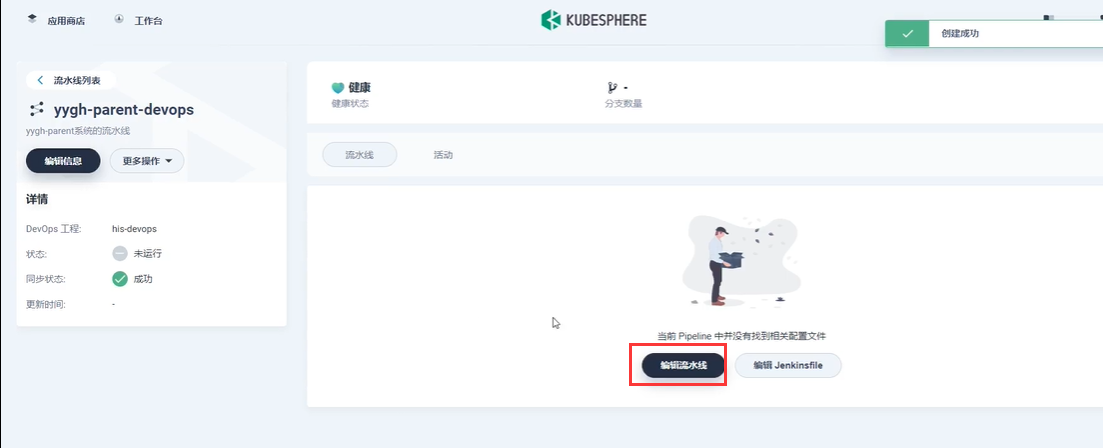 应用商店 工作台 KUBESPHERE
创建成功
流水线列表
yygh-parent-devops
yygh-parent系统的流水线
编辑信息 更多操作
详情
DevOps 工程: his-devops
状态: 未运行
同步状态: 成功
更新时间: -
健康 -
健康状态 分支数量
流水线 活动
当前 Pipeline 中并没有找到相关配置文件
编辑流水线 编辑 Jenkinsfile